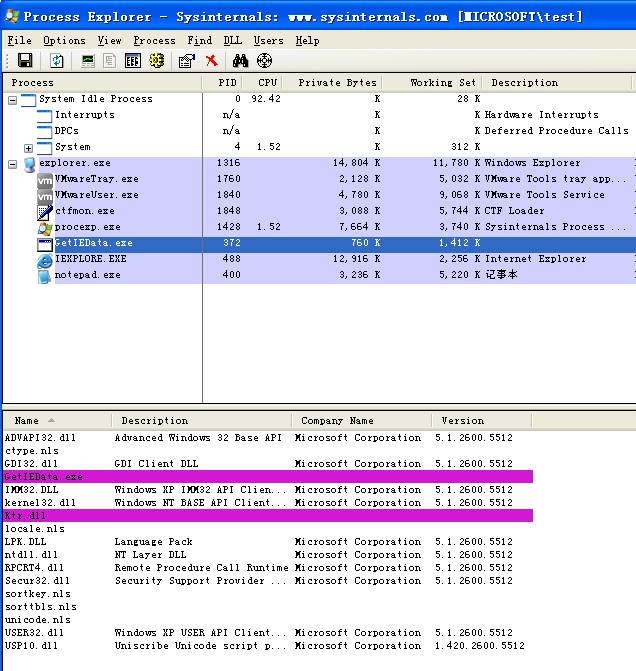 Process Explorer - Sysinternals: www.sysinternals.com [MICROSOFT\test]
File Options View Process Find DLL Users Help
Process PID CPU Private Bytes Working Set Description
System Idle Process 0 92.42 K 28 K
Interrupts n/a K K Hardware Interrupts
DPCs n/a K K Deferred Procedure Calls
System 4 1.52 K 312 K
explorer.exe 1316 14,804 K 11,780 K Windows Explorer
vm VMwareTray.exe 1760 2,128 K 5,032 K VMware Tools tray app...
vm VMwareUser.exe 1840 4,780 K 9,068 K VMware Tools Service
ctfmon.exe 1848 3,088 K 5,744 K CTF Loader
procexp.exe 1428 1.52 7,664 K 3,740 K Sysinternals Process ...
GetIEData.exe 372 760 K 1,412 K
IEXPLORE.EXE 488 12,916 K 2,256 K Internet Explorer
notepad.exe 400 3,236 K 5,220 K 记事本
Name Description Company Name Version
ADVAPI32.dll Advanced Windows 32 Base API Microsoft Corporation 5.1.2600.5512
ctype.nls
GDI32.dll GDI Client DLL Microsoft Corporation 5.1.2600.5512
GetIEData.exe
IMM32.DLL Windows XP IMM32 API Clien... Microsoft Corporation 5.1.2600.5512
kernel32.dll Windows NT BASE API Client... Microsoft Corporation 5.1.2600.5512
Ktr.dll
locale.nls
LPK.DLL Language Pack Microsoft Corporation 5.1.2600.5512
ntdll.dll NT Layer DLL Microsoft Corporation 5.1.2600.5512
RPCRT4.dll Remote Procedure Call Runtime Microsoft Corporation 5.1.2600.5512
Secur32.dll Security Support Provider ... Microsoft Corporation 5.1.2600.5512
sortkey.nls
sorttbls.nls
unicode.nls
USER32.dll Windows XP USER API Client... Microsoft Corporation 5.1.2600.5512
USP10.dll Uniscribe Unicode script p... Microsoft Corporation 1.420.2600.5512